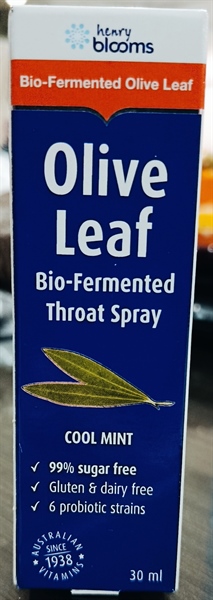 henry
blooms
Bio-Fermented Olive Leaf
Olive
Leaf
Bio-Fermented
Throat Spray
COOL MINT
✓ 99% sugar free
✓ Gluten & dairy free
✓ 6 probiotic strains
AUSTRALIAN
SINCE
1938
VITAMINS
30 ml